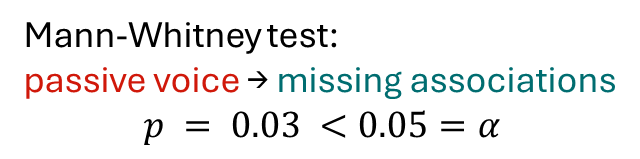 Mann-Whitney test:
passive voice → missing associations
p = 0.03 < 0.05 = α